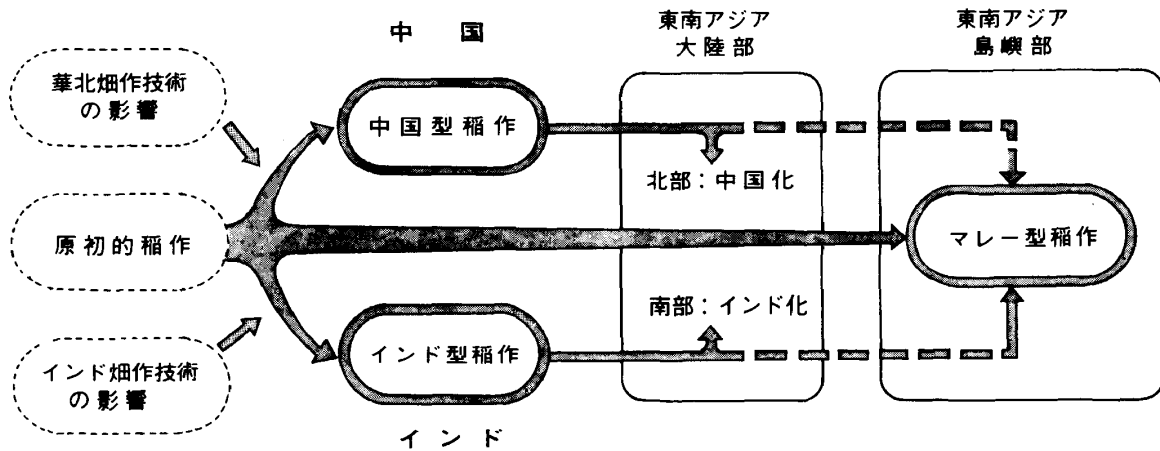 中国
東南アジア
大陸部
東南アジア
島嶼部
華北畑作技術
の影響
中国型稲作
北部：中国化
原初的稲作
マレー型稲作
南部：インド化
インド畑作技術
の影響
インド型稲作
インド